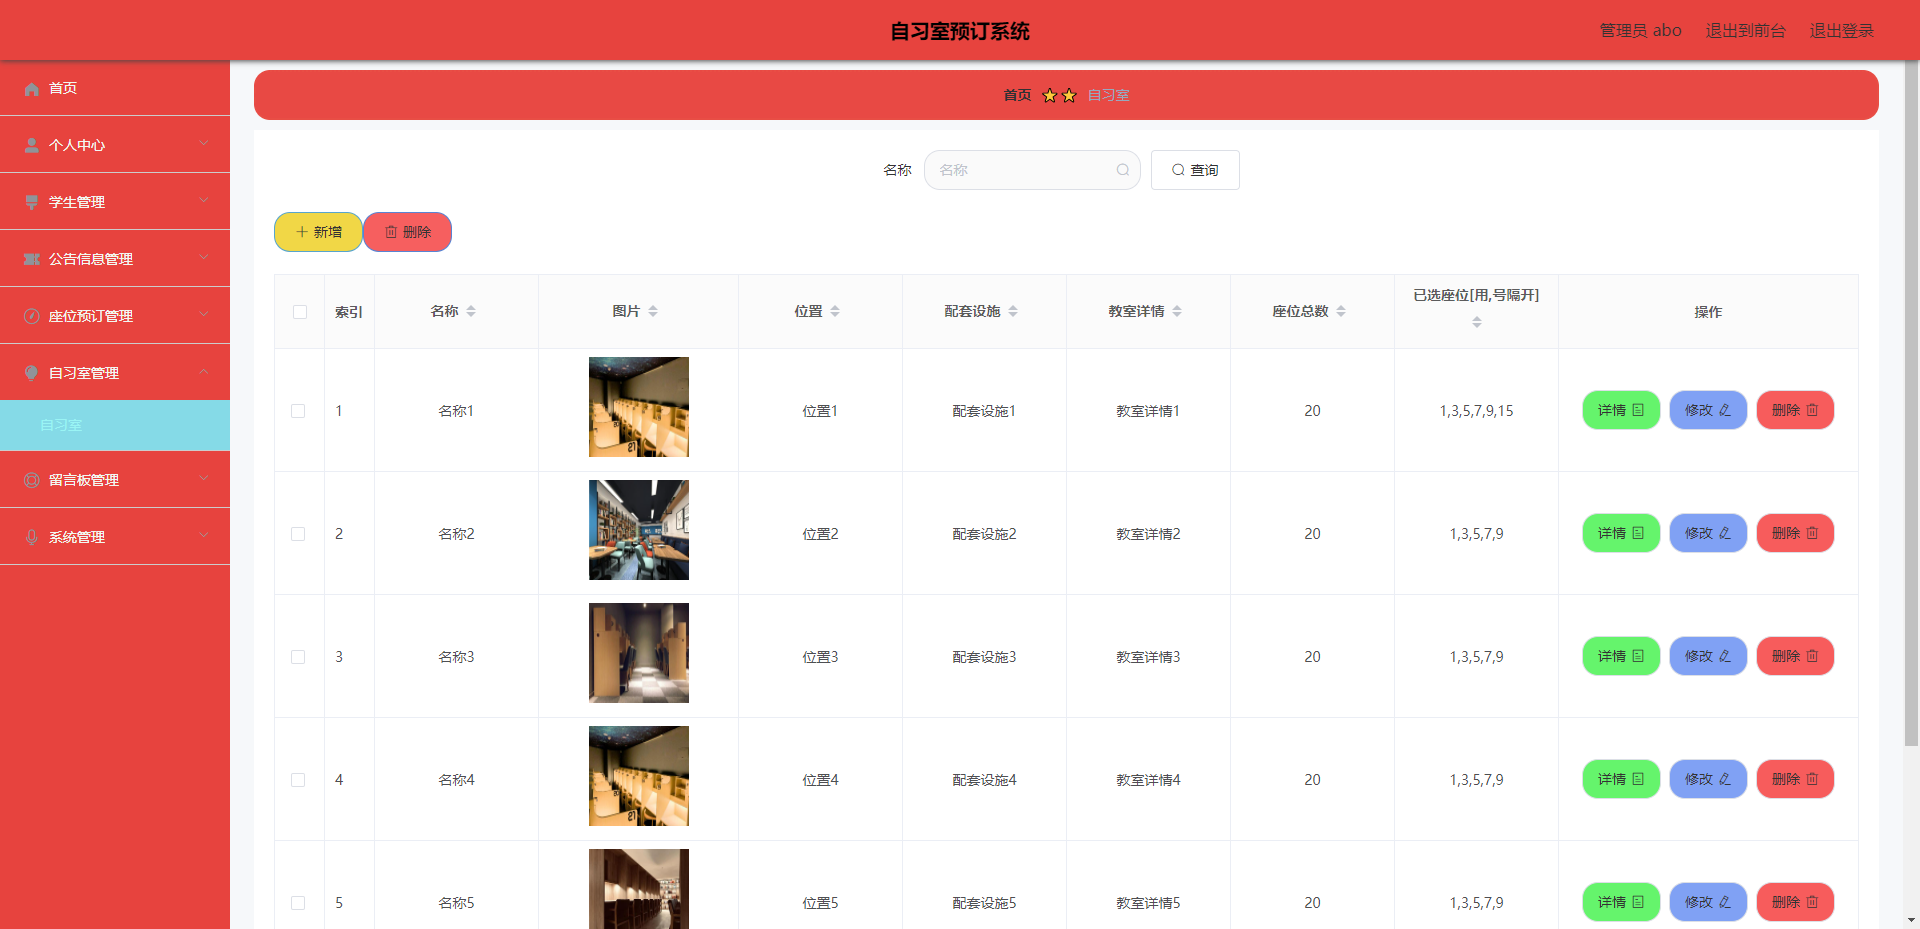 自习室预订系统
管理员 abo
退出到前台
退出登录
首页
个人中心
学生管理
公告信息管理
座位预订管理
自习室管理
自习室
留言板管理
系统管理
首页 自习室
名称 名称 查询
新增 删除
索引 名称 图片 位置 配套设施 教室详情 座位总数 已选座位[用,号隔开] 操作
1 名称1 位置1 配套设施1 教室详情1 20 1,3,5,7,9,15 详情 修改 删除
2 名称2 位置2 配套设施2 教室详情2 20 1,3,5,7,9 详情 修改 删除
3 名称3 位置3 配套设施3 教室详情3 20 1,3,5,7,9 详情 修改 删除
4 名称4 位置4 配套设施4 教室详情4 20 1,3,5,7,9 详情 修改 删除
5 名称5 位置5 配套设施5 教室详情5 20 1,3,5,7,9 详情 修改 删除